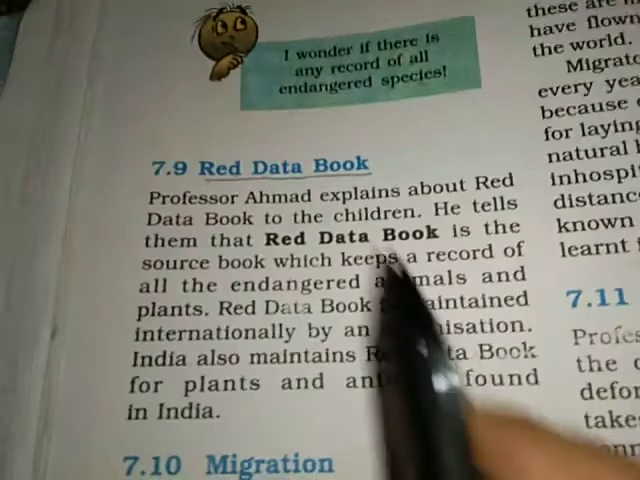 I wonder if there is
any record of all
endangered species!
7.9 Red Data Book
Professor Ahmad explains about Red
Data Book to the children. He tells
them that Red Data Book is the
source book which keeps a record of
all the endangered mals and
plants. Red Data Book aintained
internationally by an nisation.
India also maintains ta Book
for plants and found
in India.
7.10 Migration
these are
have flown
the world.
Migrato
every yea
because
for laying
natural
inhospi
distanc
known
learnt
7.11
Profes
the
defor
take